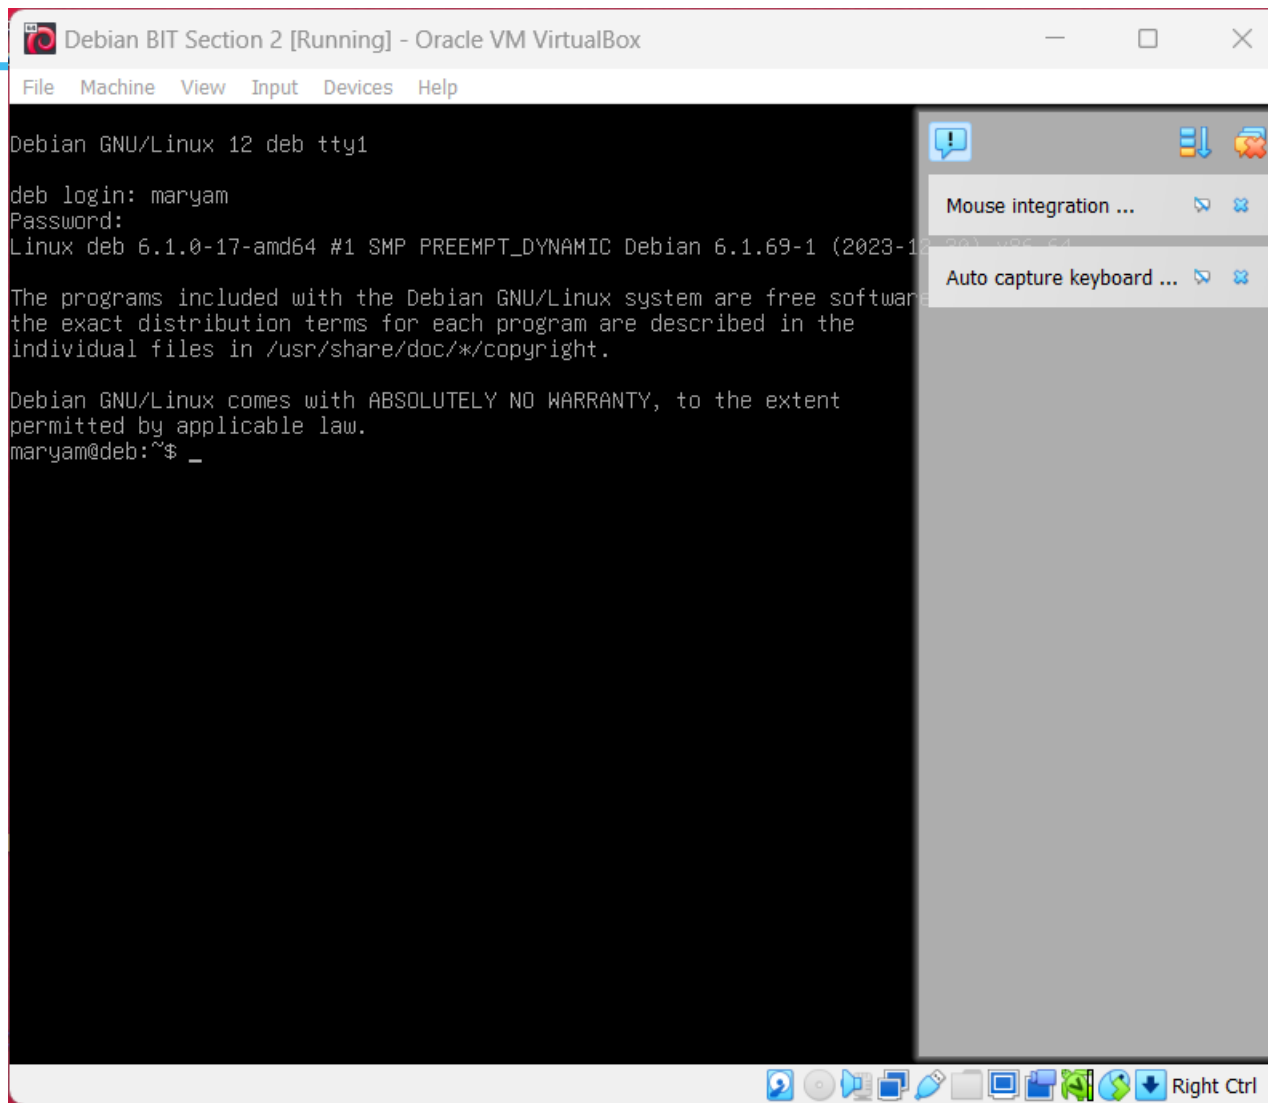 Debian BIT Section 2 [Running] - Oracle VM VirtualBox
File Machine View Input Devices Help
Debian GNU/Linux 12 deb tty1
deb login: maryam
Password:
Linux deb 6.1.0-17-amd64 #1 SMP PREEMPT_DYNAMIC Debian 6.1.69-1 (2023-12-30) x86_64
The programs included with the Debian GNU/Linux system are free software
the exact distribution terms for each program are described in the
individual files in /usr/share/doc/*/copyright.
Debian GNU/Linux comes with ABSOLUTELY NO WARRANTY, to the extent
permitted by applicable law.
maryam@deb:~$ _
Mouse integration ...
Auto capture keyboard ...
Right Ctrl